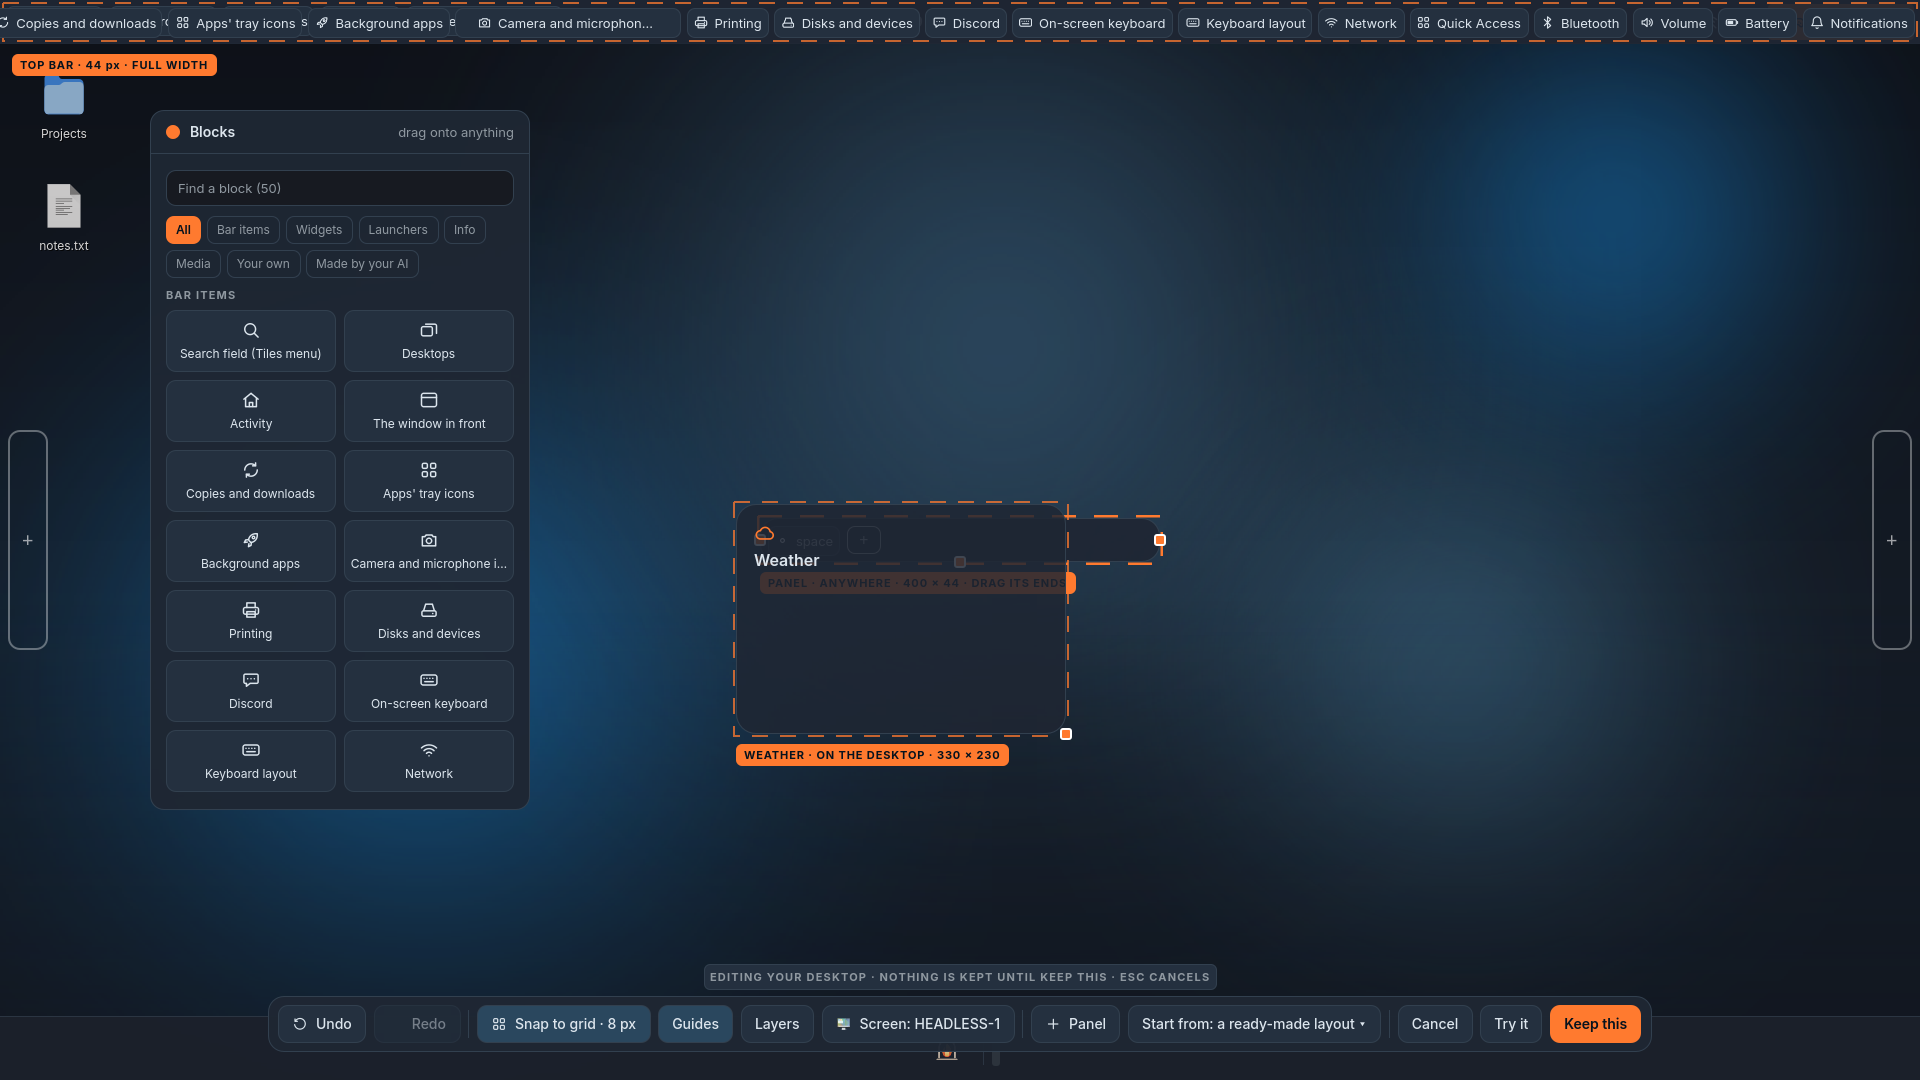 Copies and downloads
Apps' tray icons
Background apps
Camera and microphon...
Printing
Disks and devices
Discord
On-screen keyboard
Keyboard layout
Network
Quick Access
Bluetooth
Volume
Battery
Notifications
TOP BAR · 44 px · FULL WIDTH
Projects
notes.txt
Blocks
drag onto anything
Find a block (50)
All
Bar items
Widgets
Launchers
Info
Media
Your own
Made by your AI
BAR ITEMS
Search field (Tiles menu)
Desktops
Activity
The window in front
Copies and downloads
Apps' tray icons
Background apps
Camera and microphone i...
Printing
Disks and devices
Discord
On-screen keyboard
Keyboard layout
Network
+
space
+
Weather
PANEL · ANYWHERE · 400 × 44 · DRAG ITS ENDS
WEATHER · ON THE DESKTOP · 330 × 230
+
EDITING YOUR DESKTOP · NOTHING IS KEPT UNTIL KEEP THIS · ESC CANCELS
Undo
Redo
Snap to grid · 8 px
Guides
Layers
Screen: HEADLESS-1
Panel
Start from: a ready-made layout
Cancel
Try it
Keep this